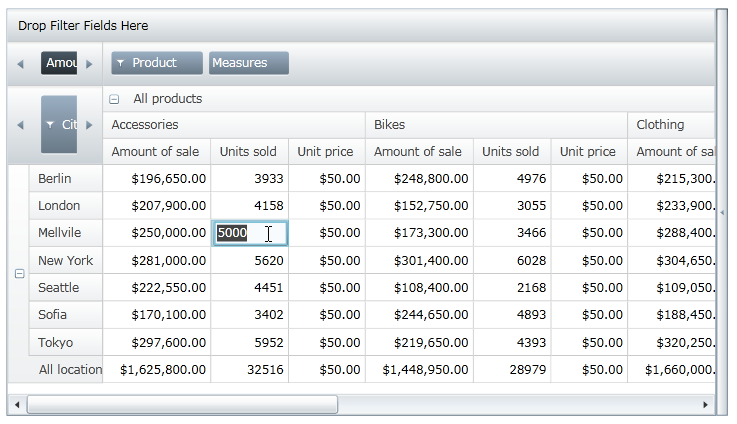 Drop Filter Fields Here
Amou Product Measures
Cit All products
Accessories Bikes Clothing
Amount of sale Units sold Unit price Amount of sale Units sold Unit price Amount of sal
Berlin $196,650.00 3933 $50.00 $248,800.00 4976 $50.00 $215,300.
London $207,900.00 4158 $50.00 $152,750.00 3055 $50.00 $233,900.
Mellvile $250,000.00 5000 $50.00 $173,300.00 3466 $50.00 $288,400.
New York $281,000.00 5620 $50.00 $301,400.00 6028 $50.00 $304,650.
Seattle $222,550.00 4451 $50.00 $108,400.00 2168 $50.00 $109,050.
Sofia $170,100.00 3402 $50.00 $244,650.00 4893 $50.00 $188,450.
Tokyo $297,600.00 5952 $50.00 $219,650.00 4393 $50.00 $320,250.
All location $1,625,800.00 32516 $50.00 $1,448,950.00 28979 $50.00 $1,660,000.